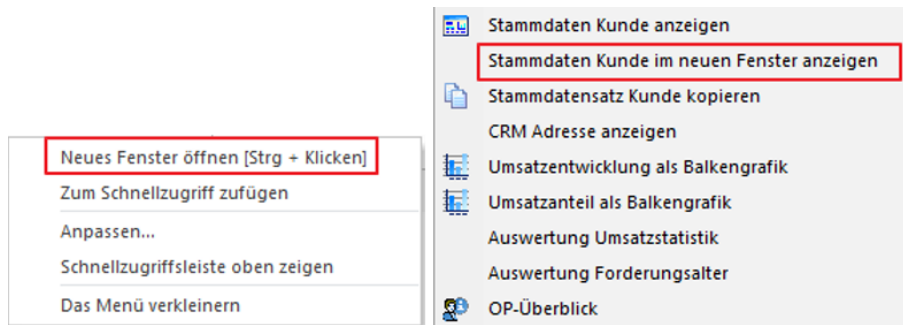 Neues Fenster öffnen [Strg + Klicken]
Zum Schnellzugriff zufügen
Anpassen...
Schnellzugriffsleiste oben zeigen
Das Menü verkleinern
Stammdaten Kunde anzeigen
Stammdaten Kunde im neuen Fenster anzeigen
Stammdatensatz Kunde kopieren
CRM Adresse anzeigen
Umsatzentwicklung als Balkengrafik
Umsatzanteil als Balkengrafik
Auswertung Umsatzstatistik
Auswertung Forderungsalter
OP-Überblick